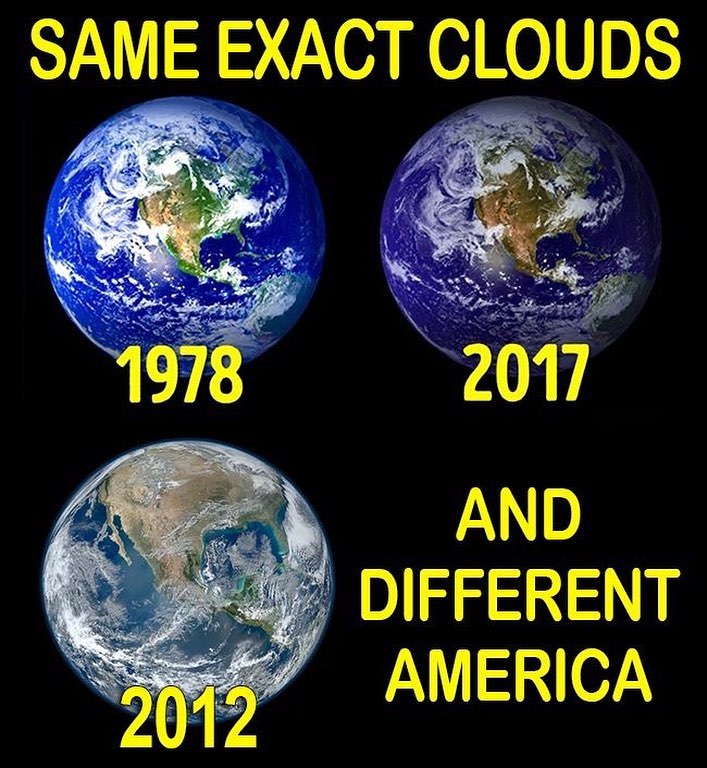 SAME EXACT CLOUDS
1978
2017
2012
AND
DIFFERENT
AMERICA